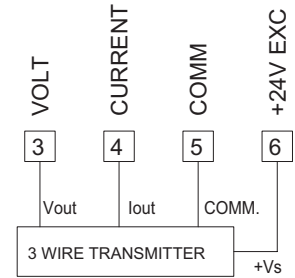 VOLT CURRENT COMM +24V EXC
3 4 5 6
Vout Iout COMM.
3 WIRE TRANSMITTER
+Vs